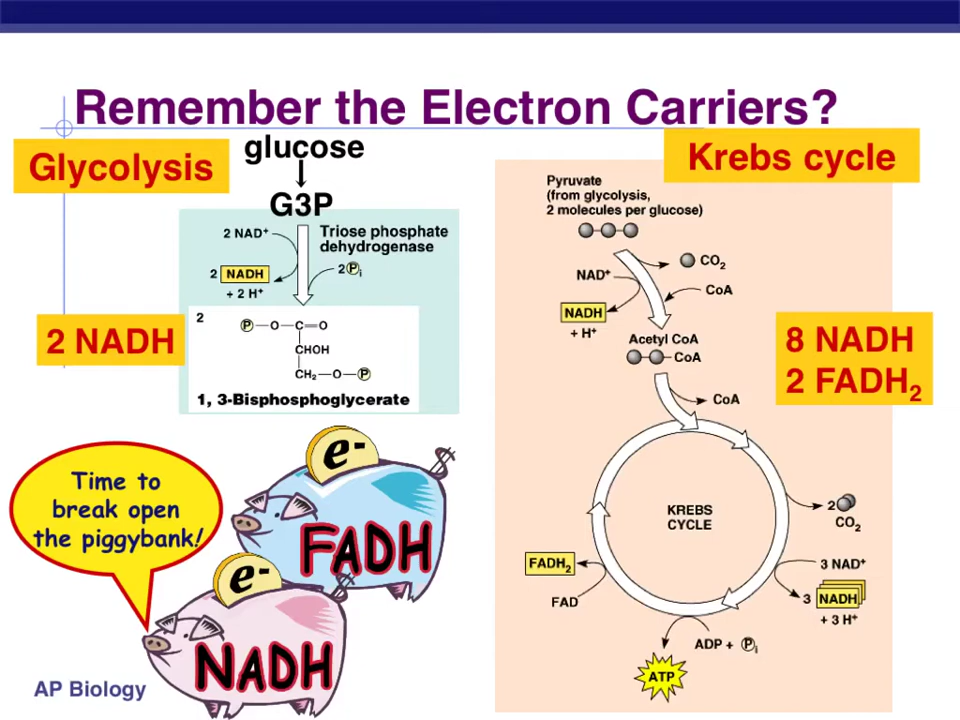 Remember the Electron Carriers?
Glycolysis
glucose
G3P
2 NAD⁺
Triose phosphate
dehydrogenase
2 NADH
+ 2 H⁺
2 Pi
2
P—O—C=O
CHOH
CH₂—O—P
1, 3-Bisphosphoglycerate
2 NADH
Krebs cycle
Pyruvate
(from glycolysis,
2 molecules per glucose)
CO₂
NAD⁺
CoA
NADH
+ H⁺
Acetyl CoA
CoA
CoA
8 NADH
2 FADH₂
KREBS
CYCLE
2
CO₂
FADH₂
FAD
3 NAD⁺
3 NADH
+ 3 H⁺
ADP + Pi
ATP
Time to
break open
the piggybank!
e-
FADH
e-
NADH
AP Biology